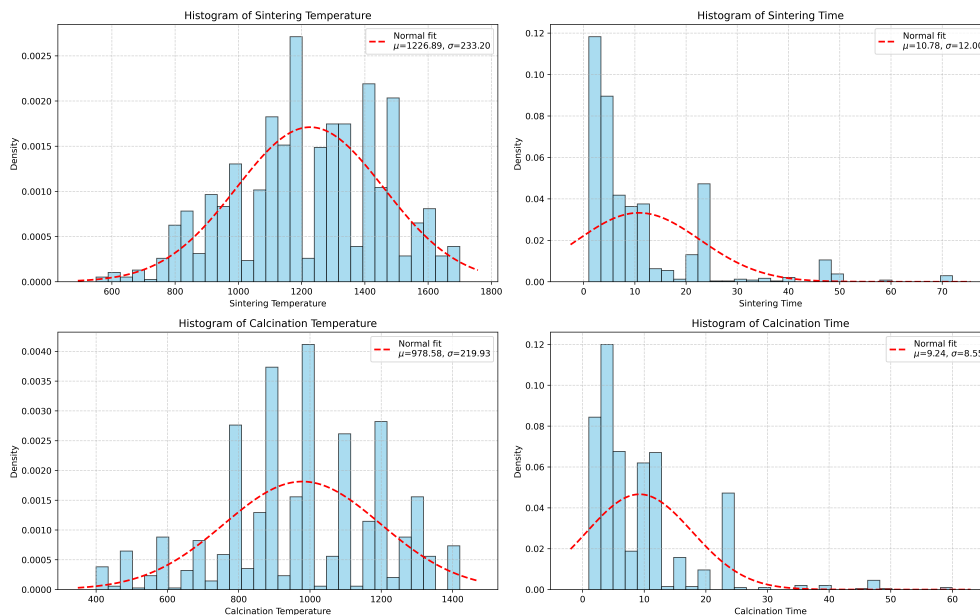 Histogram of Sintering Temperature
Normal fit
μ=1226.89, σ=233.20
Density
0.0025
0.0020
0.0015
0.0010
0.0005
0.0000
600 800 1000 1200 1400 1600 1800
Sintering Temperature
Histogram of Sintering Time
Normal fit
μ=10.78, σ=12.00
Density
0.12
0.10
0.08
0.06
0.04
0.02
0.00
0 10 20 30 40 50 60 70
Sintering Time
Histogram of Calcination Temperature
Normal fit
μ=978.58, σ=219.93
Density
0.0040
0.0035
0.0030
0.0025
0.0020
0.0015
0.0010
0.0005
0.0000
400 600 800 1000 1200 1400
Calcination Temperature
Histogram of Calcination Time
Normal fit
μ=9.24, σ=8.55
Density
0.12
0.10
0.08
0.06
0.04
0.02
0.00
0 10 20 30 40 50 60
Calcination Time